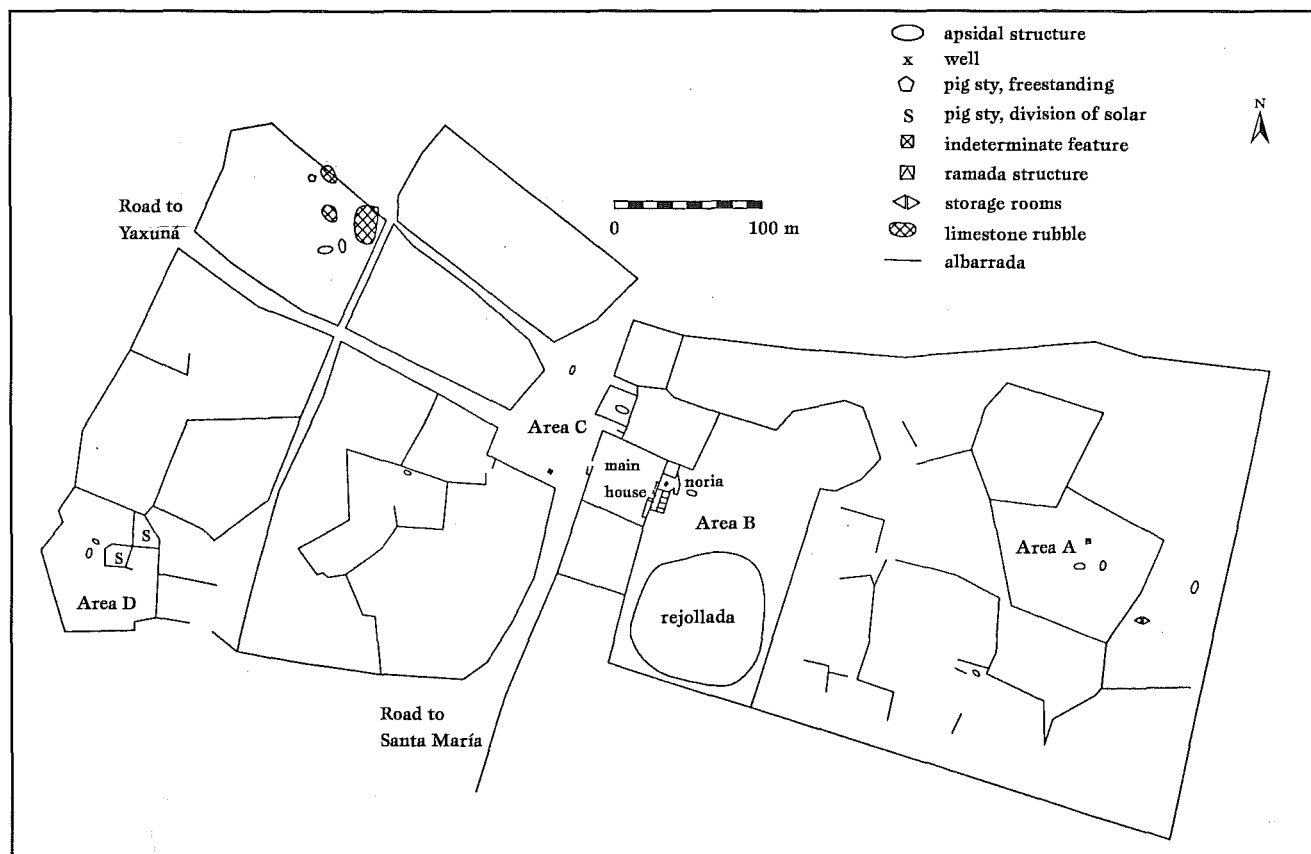 apsidal structure
x well
pig sty, freestanding
S pig sty, division of solar
indeterminate feature
ramada structure
storage rooms
limestone rubble
albarrada
N
0 100 m
Road to
Yaxuná
Area C
main
house
noria
Area B
Area A
S
S
Area D
rejollada
Road to
Santa María